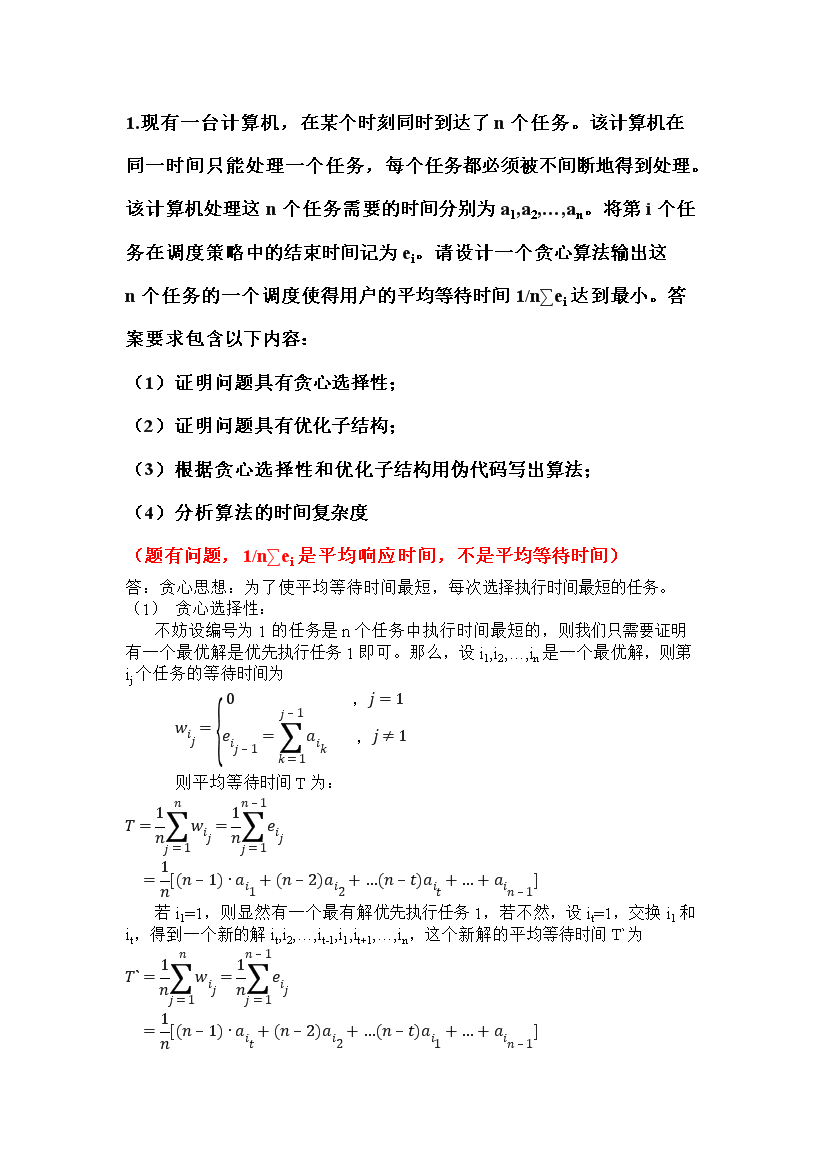 1.现有一台计算机，在某个时刻同时到达了 n 个任务。该计算机在
同一时间只能处理一个任务，每个任务都必须被不间断地得到处理。
该计算机处理这 n 个任务需要的时间分别为 a1,a2,…,an。将第 i 个任
务在调度策略中的结束时间记为 ei。请设计一个贪心算法输出这
n 个任务的一个调度使得用户的平均等待时间 1/n∑ei 达到最小。答
案要求包含以下内容：
（1）证明问题具有贪心选择性；
（2）证明问题具有优化子结构；
（3）根据贪心选择性和优化子结构用伪代码写出算法；
（4）分析算法的时间复杂度
（题有问题，1/n∑ei 是平均响应时间，不是平均等待时间）
答：贪心思想：为了使平均等待时间最短，每次选择执行时间最短的任务。
（1） 贪心选择性：
不妨设编号为 1 的任务是 n 个任务中执行时间最短的，则我们只需要证明
有一个最优解是优先执行任务 1 即可。那么，设 i1,i2,…,in 是一个最优解，则第
ij 个任务的等待时间为
w_{i_j} = { 0 , j = 1
e_{i_{j-1}} = ∑_{k=1}^{j-1} a_{i_k} , j ≠ 1
则平均等待时间 T 为：
T = 1/n ∑_{j=1}^{n} w_{i_j} = 1/n ∑_{j=1}^{n-1} e_{i_j}
= 1/n [(n-1)·a_{i_1} + (n-2)a_{i_2} + …(n-t)a_{i_t} + … + a_{i_{n-1}}]
若 i1=1，则显然有一个最有解优先执行任务 1，若不然，设 it=1，交换 i1 和
it，得到一个新的解 it,i2,…,it-1,i1,it+1,…,in，这个新解的平均等待时间 T`为
T` = 1/n ∑_{j=1}^{n} w_{i_j} = 1/n ∑_{j=1}^{n-1} e_{i_j}
= 1/n [(n-1)·a_{i_t} + (n-2)a_{i_2} + …(n-t)a_{i_1} + … + a_{i_{n-1}}]